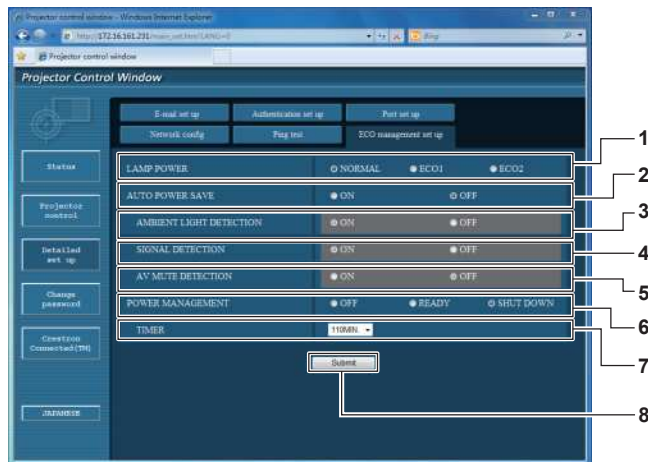 Projector control window - Windows Internet Explorer
Bing
Projector control window
Projector Control Window
E-mail set up Authentication set up Port set up
Network config Ping test ECO management set up
Status
Projector control
Detailed set up
Change password
Crestron Connected(TM)
JAPANESE
LAMP POWER NORMAL ECO1 ECO2 1
AUTO POWER SAVE ON OFF 2
AMBIENT LIGHT DETECTION ON OFF 3
SIGNAL DETECTION ON OFF 4
AV MUTE DETECTION ON OFF 5
POWER MANAGEMENT OFF READY SHUT DOWN 6
TIMER 110MIN. 7
Submit 8